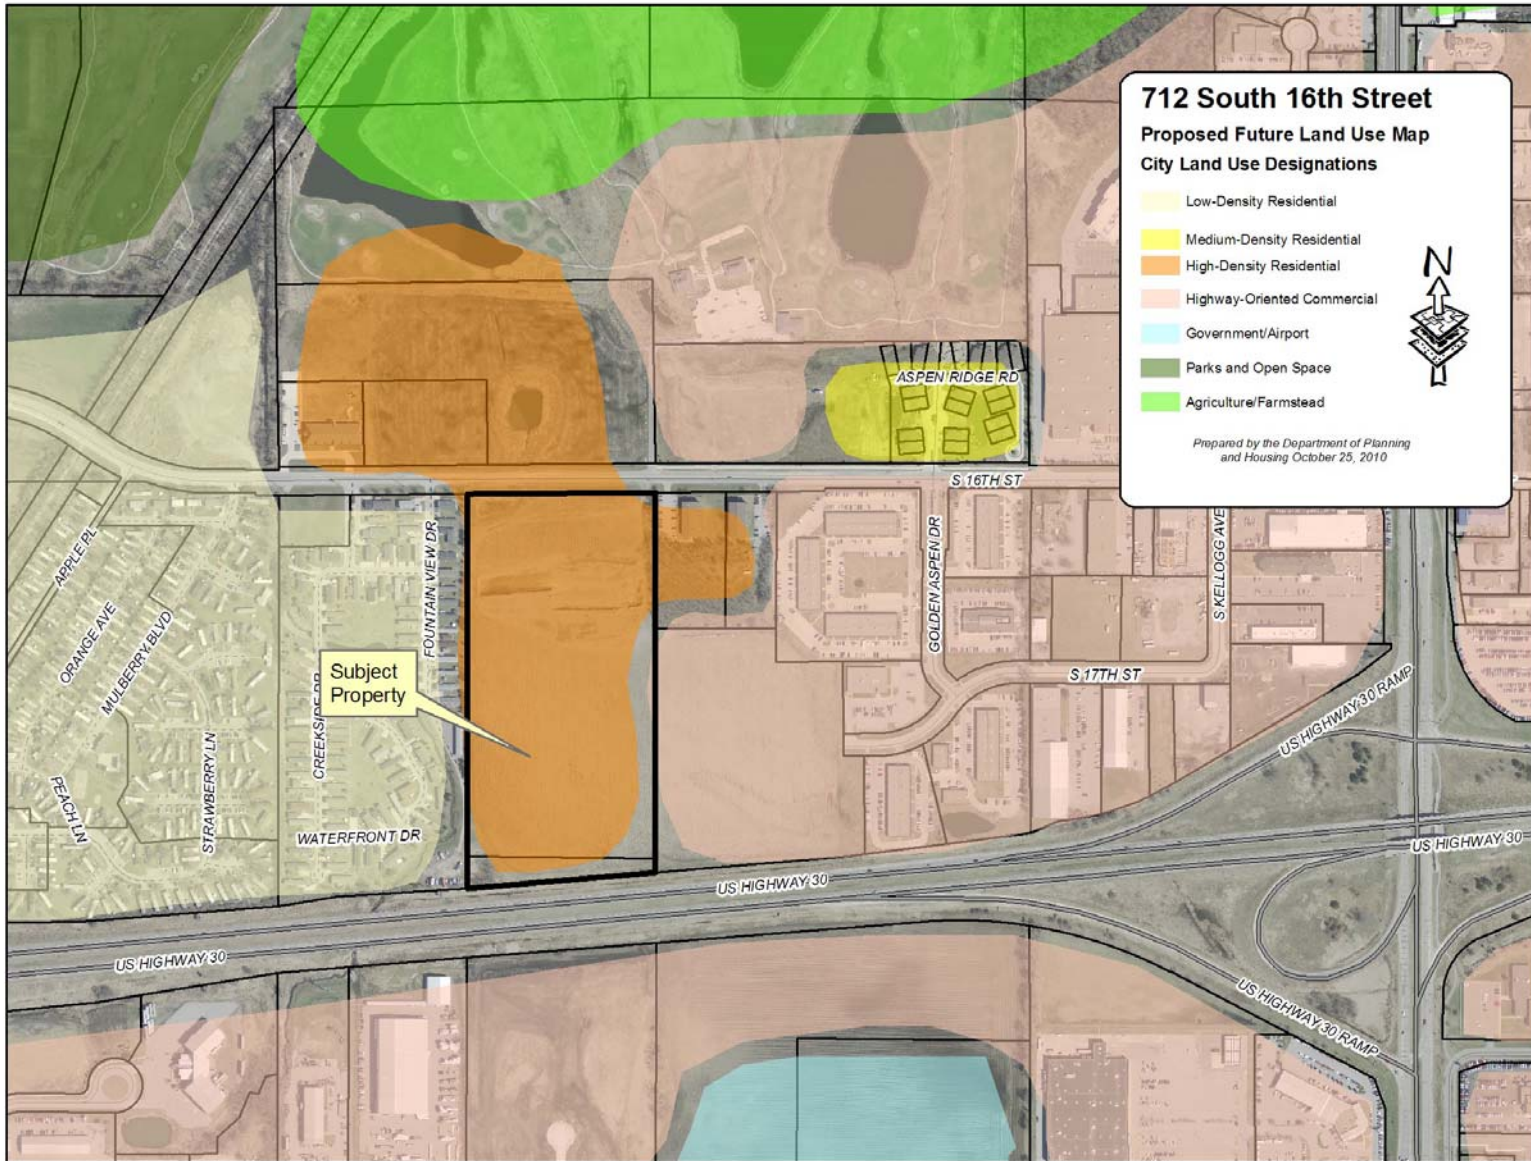 712 South 16th Street
Proposed Future Land Use Map
City Land Use Designations
Low-Density Residential
Medium-Density Residential
High-Density Residential
Highway-Oriented Commercial
Government/Airport
Parks and Open Space
Agriculture/Farmstead
N
Prepared by the Department of Planning
and Housing October 25, 2010
ASPEN RIDGE RD
S 16TH ST
APPLE PL
ORANGE AVE
MULBERRY BLVD
FOUNTAIN VIEW DR
GOLDEN ASPEN DR
S KELLOGG AVE
Subject
Property
S 17TH ST
CREEKSIDE DR
STRAWBERRY LN
PEACH LN
WATERFRONT DR
US HIGHWAY 30 RAMP
US HIGHWAY 30
US HIGHWAY 30
US HIGHWAY 30
US HIGHWAY 30 RAMP